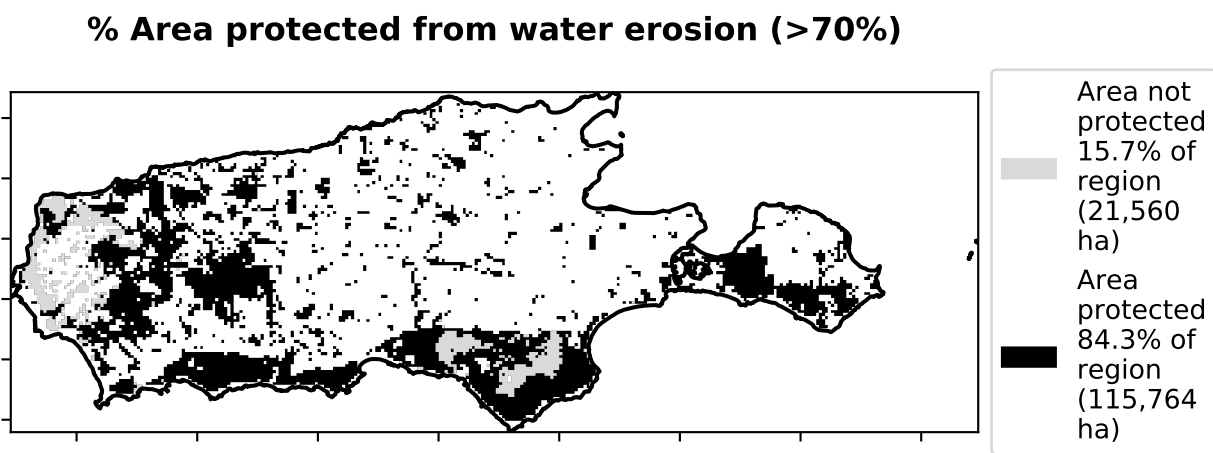 % Area protected from water erosion (>70%)
Area not
protected
15.7% of
region
(21,560
ha)
Area
protected
84.3% of
region
(115,764
ha)